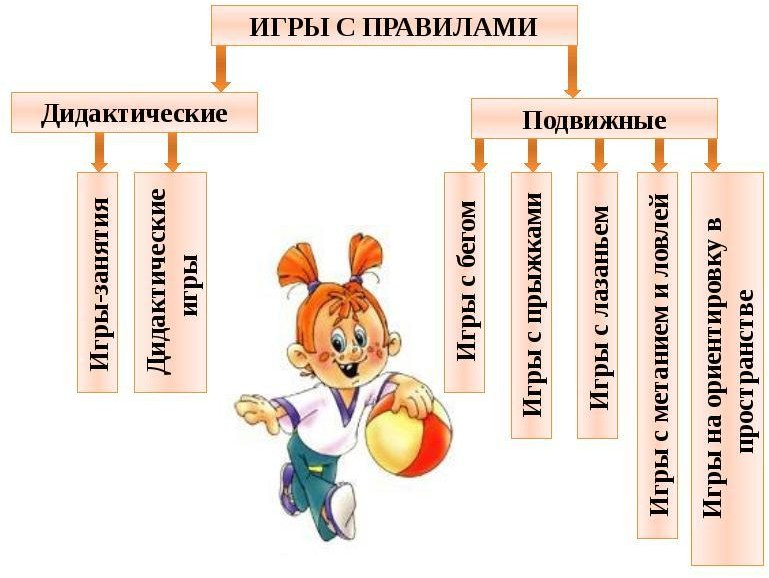 ИГРЫ С ПРАВИЛАМИ
Дидактические
Подвижные
Игры-занятия
Дидактические
игры
Игры с бегом
Игры с прыжками
Игры с лазаньем
Игры с метанием и ловлей
Игры на ориентировку в
пространстве